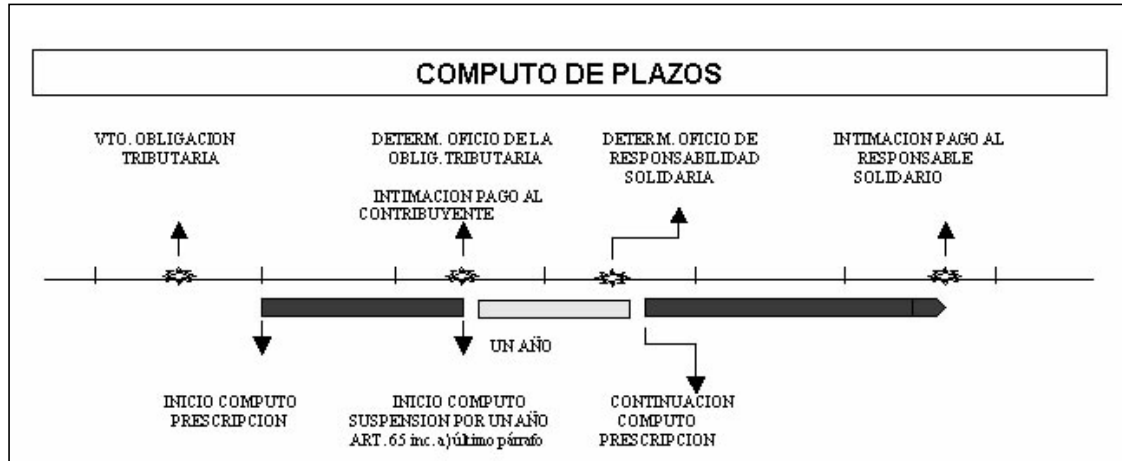 COMPUTO DE PLAZOS
VTO. OBLIGACION
TRIBUTARIA
DETERM. OFICIO DE LA
OBLIG. TRIBUTARIA
INTIMACION PAGO AL
CONTRIBUYENTE
DETERM. OFICIO DE
RESPONSABILIDAD
SOLIDARIA
INTIMACION PAGO AL
RESPONSABLE
SOLIDARIO
UN AÑO
INICIO COMPUTO
PRESCRIPCION
INICIO COMPUTO
SUSPENSION POR UN AÑO
ART. 65 inc. a) último párrafo
CONTINUACION
COMPUTO
PRESCRIPCION